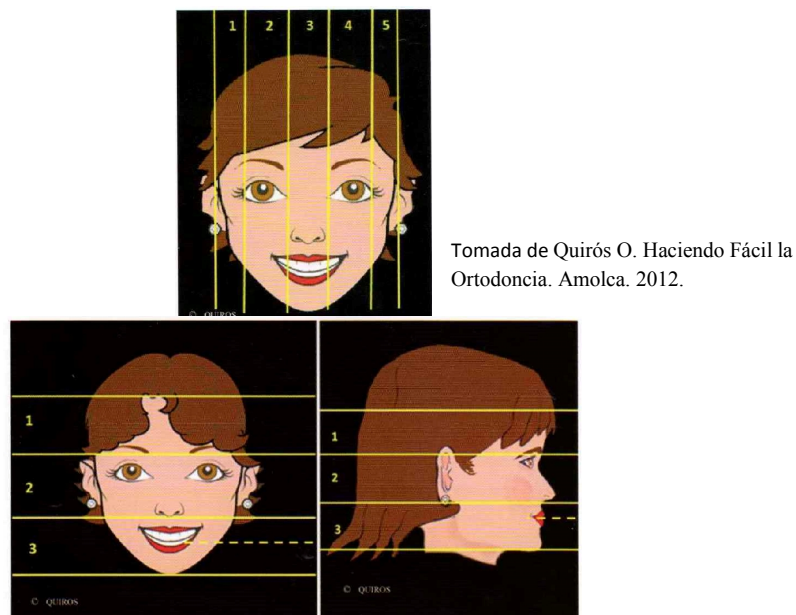 1 2 3 4 5
© QUIROS
Tomada de Quirós O. Haciendo Fácil la
Ortodoncia. Amolca. 2012.
1
2
3
© QUIROS
1
2
3
© QUIROS